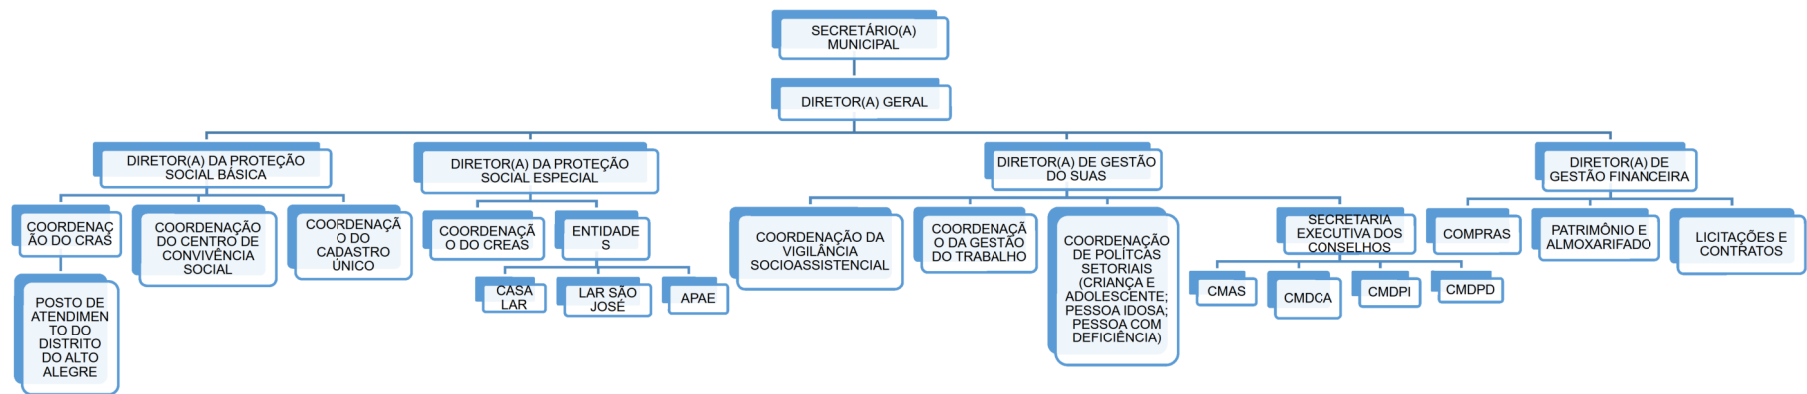 SECRETÁRIO(A)
MUNICIPAL
DIRETOR(A) GERAL
DIRETOR(A) DA PROTEÇÃO
SOCIAL BÁSICA
DIRETOR(A) DA PROTEÇÃO
SOCIAL ESPECIAL
DIRETOR(A) DE GESTÃO
DO SUAS
DIRETOR(A) DE
GESTÃO FINANCEIRA
COORDENAÇ
ÃO DO CRAS
COORDENAÇÃO
DO CENTRO DE
CONVIVÊNCIA
SOCIAL
COORDENAÇÃ
O DO
CADASTRO
ÚNICO
COORDENAÇÃ
O DO CREAS
ENTIDADE
S
COORDENAÇÃO DA
VIGILÂNCIA
SOCIOASSISTENCIAL
COORDENAÇÃ
O DA GESTÃO
DO TRABALHO
COORDENAÇÃO
DE POLÍTCAS
SETORIAIS
(CRIANÇA E
ADOLESCENTE;
PESSOA IDOSA;
PESSOA COM
DEFICIÊNCIA)
SECRETARIA
EXECUTIVA DOS
CONSELHOS
COMPRAS
PATRIMÔNIO E
ALMOXARIFADO
LICITAÇÕES E
CONTRATOS
POSTO DE
ATENDIMEN
TO DO
DISTRITO
DO ALTO
ALEGRE
CASA
LAR
LAR SÃO
JOSÉ
APAE
CMAS
CMDCA
CMDPI
CMDPD